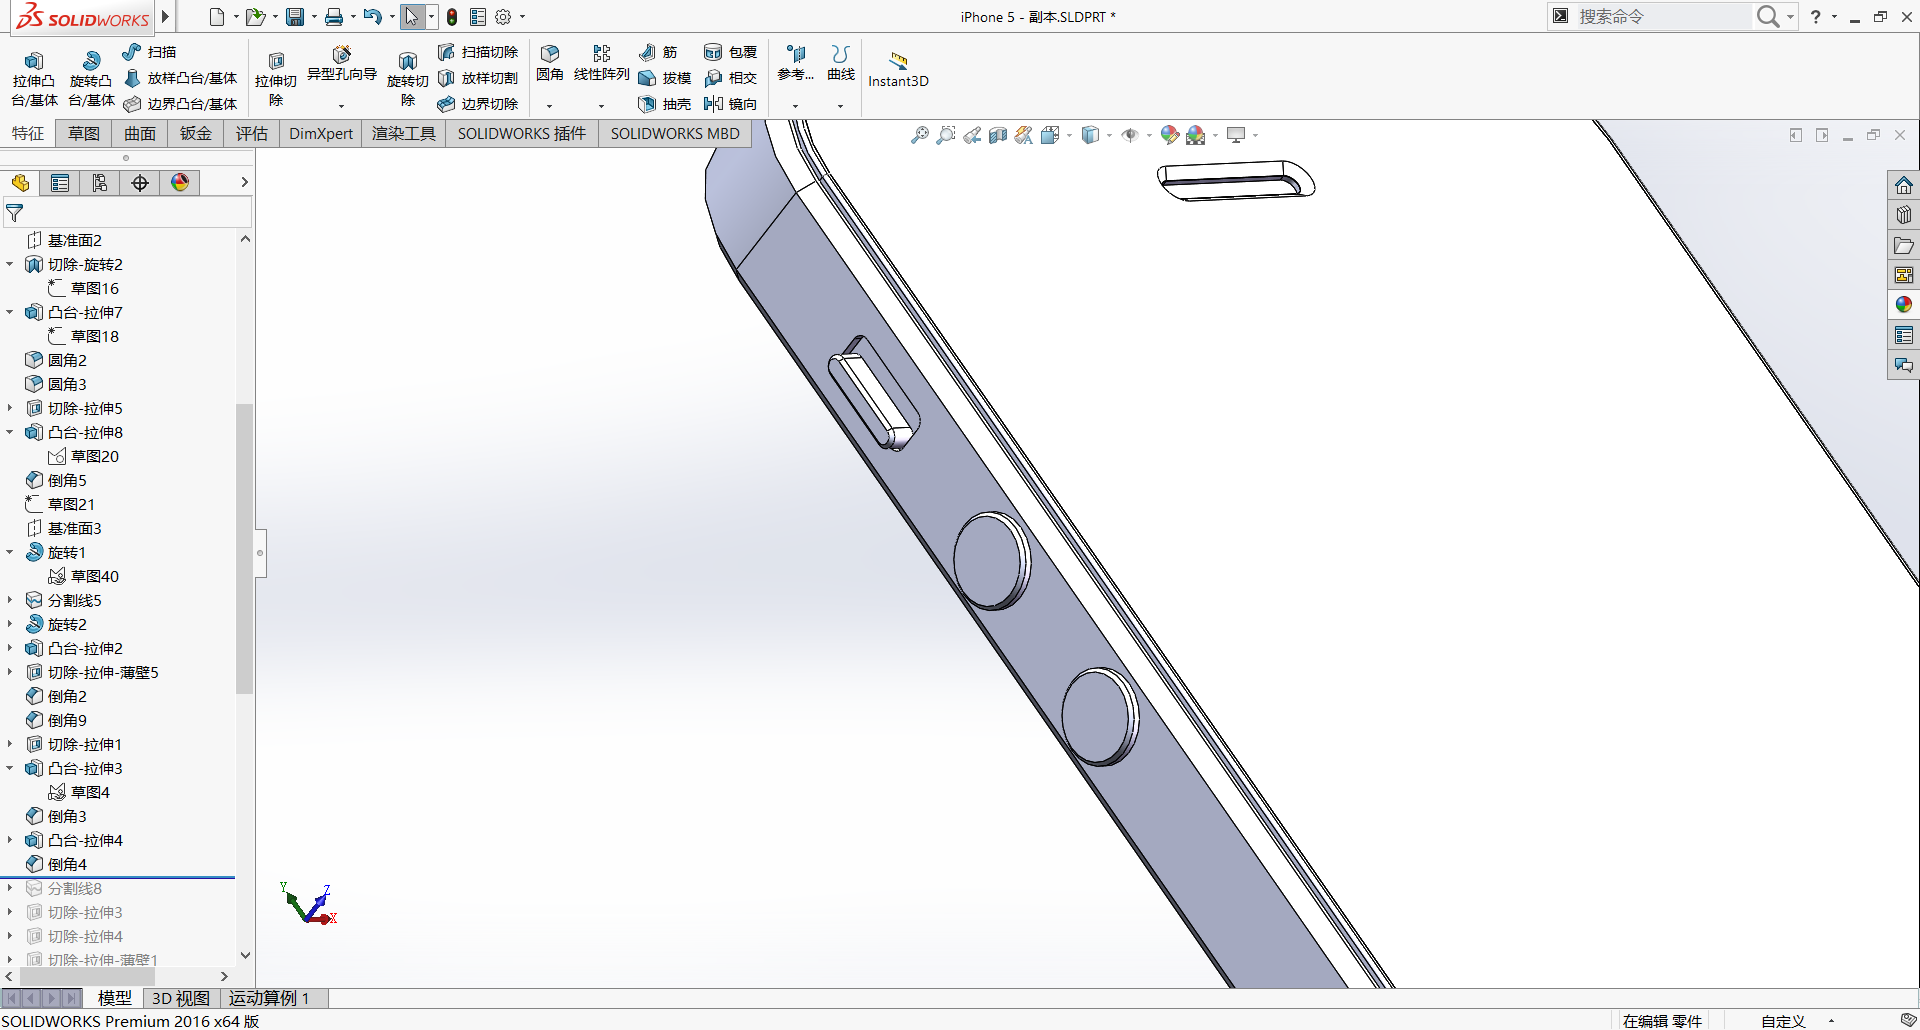 SOLIDWORKS
iPhone 5 - 副本.SLDPRT *
搜索命令
?
拉伸凸台/基体
旋转凸台/基体
扫描
放样凸台/基体
边界凸台/基体
拉伸切除
异型孔向导
旋转切除
扫描切除
放样切割
边界切除
圆角
线性阵列
筋
拔模
抽壳
包覆
相交
镜向
参考...
曲线
Instant3D
特征
草图
曲面
钣金
评估
DimXpert
渲染工具
SOLIDWORKS 插件
SOLIDWORKS MBD
基准面2
切除-旋转2
草图16
凸台-拉伸7
草图18
圆角2
圆角3
切除-拉伸5
凸台-拉伸8
草图20
倒角5
草图21
基准面3
旋转1
草图40
分割线5
旋转2
凸台-拉伸2
切除-拉伸-薄壁5
倒角2
倒角9
切除-拉伸1
凸台-拉伸3
草图4
倒角3
凸台-拉伸4
倒角4
分割线8
切除-拉伸3
切除-拉伸4
切除-拉伸-薄壁1
Y
Z
X
模型
3D 视图
运动算例 1
SOLIDWORKS Premium 2016 x64 版
在编辑 零件
自定义